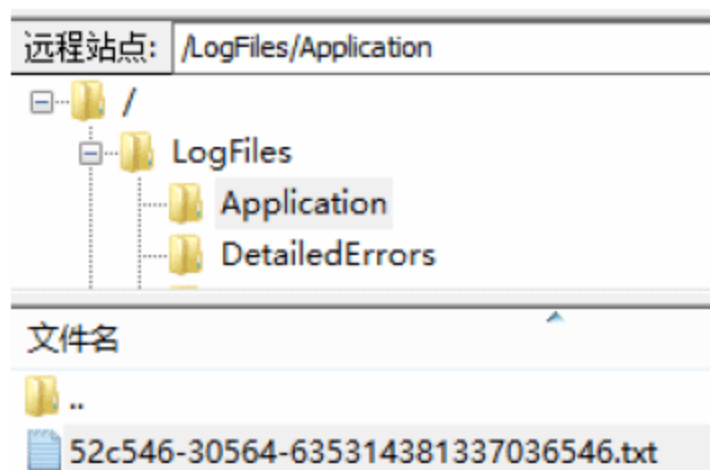 远程站点: /LogFiles/Application
/
LogFiles
Application
DetailedErrors
文件名
..
52c546-30564-635314381337036546.txt